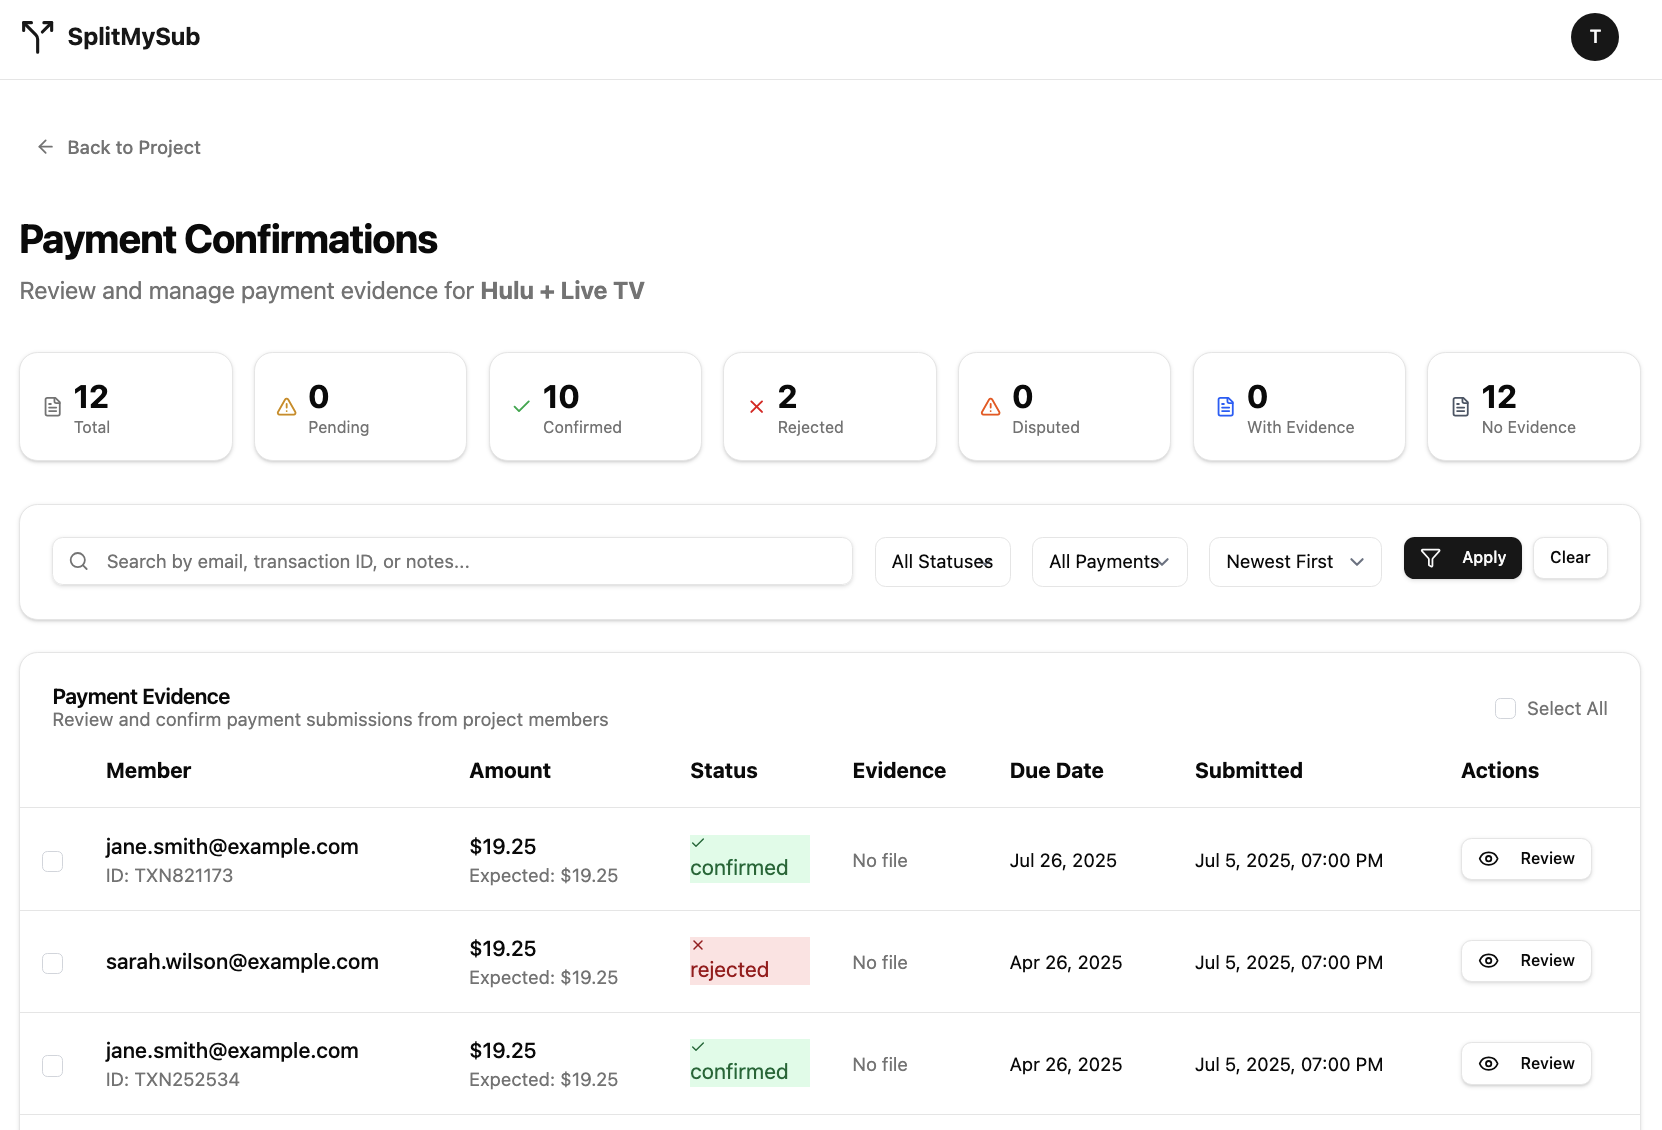 SplitMySub
T
Back to Project
Payment Confirmations
Review and manage payment evidence for Hulu + Live TV
12
Total
0
Pending
10
Confirmed
2
Rejected
0
Disputed
0
With Evidence
12
No Evidence
Search by email, transaction ID, or notes...
All Statuses
All Payments
Newest First
Apply
Clear
Payment Evidence
Review and confirm payment submissions from project members
Select All
Member Amount Status Evidence Due Date Submitted Actions
jane.smith@example.com
ID: TXN821173
$19.25
Expected: $19.25
confirmed
No file
Jul 26, 2025
Jul 5, 2025, 07:00 PM
Review
sarah.wilson@example.com
$19.25
Expected: $19.25
rejected
No file
Apr 26, 2025
Jul 5, 2025, 07:00 PM
Review
jane.smith@example.com
ID: TXN252534
$19.25
Expected: $19.25
confirmed
No file
Apr 26, 2025
Jul 5, 2025, 07:00 PM
Review